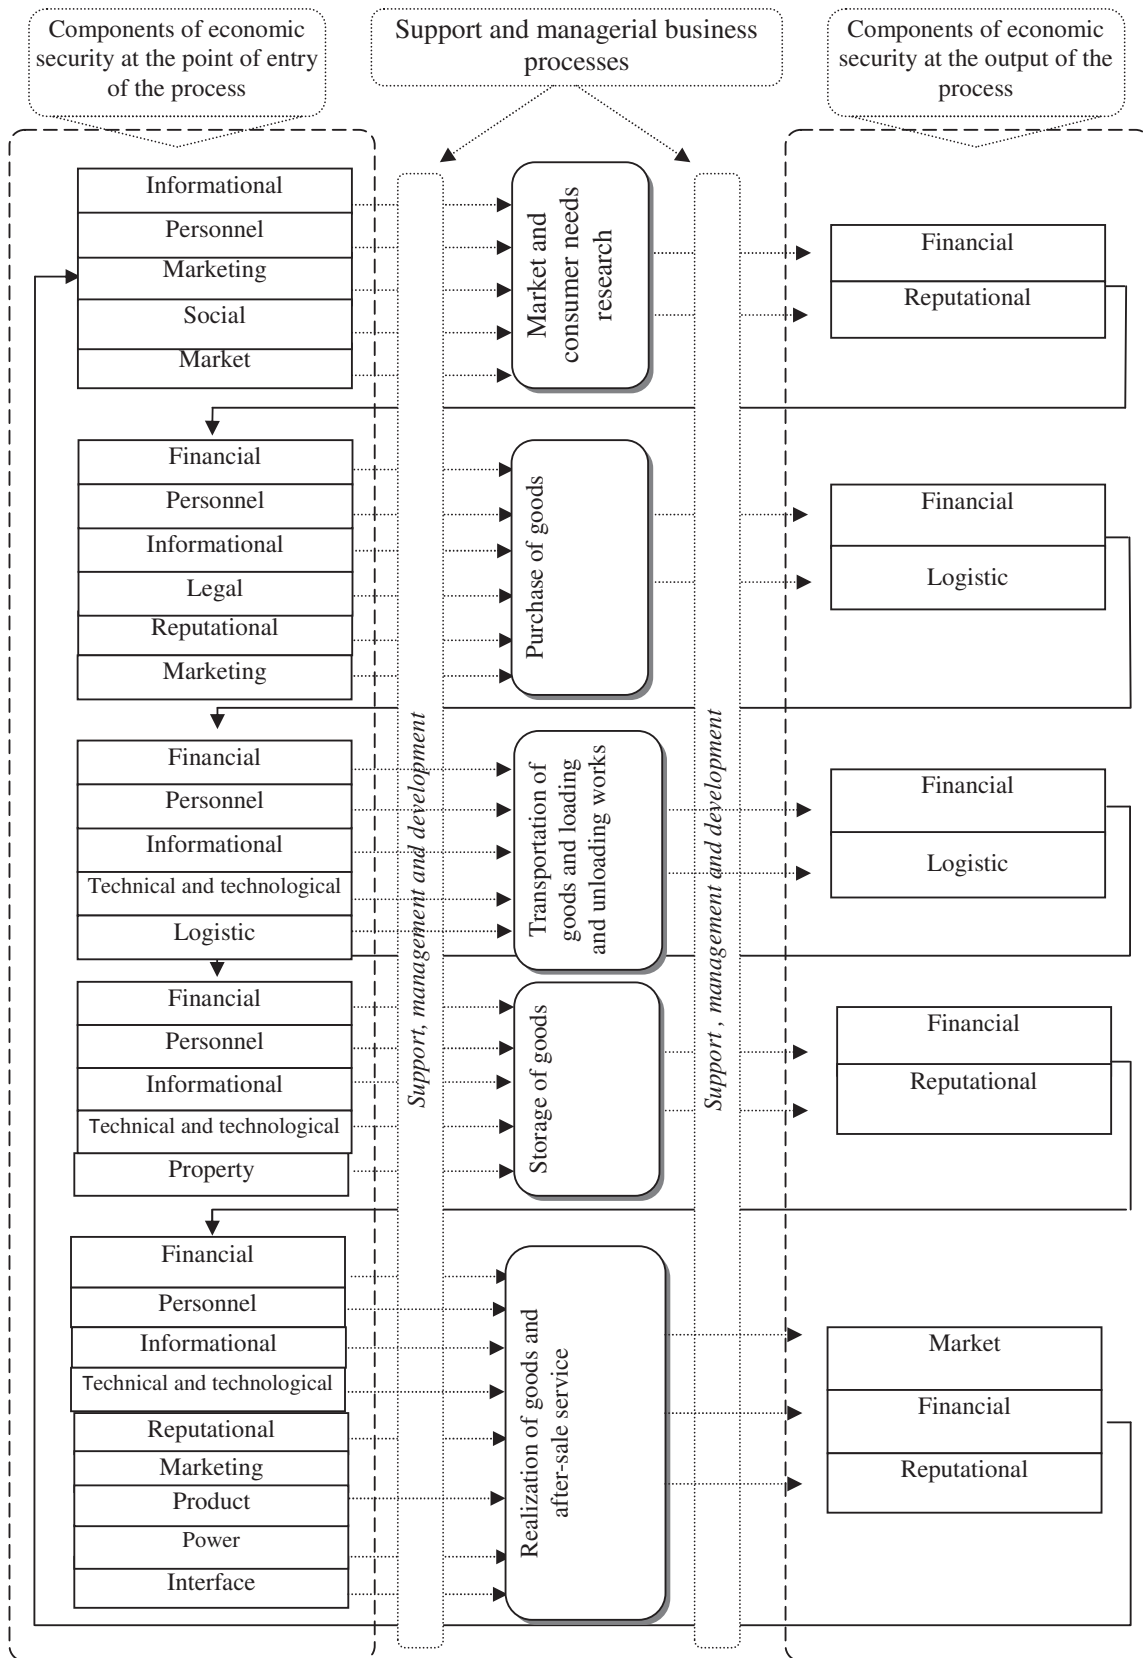 Components of economic
security at the point of entry
of the process
Support and managerial business
processes
Components of economic
security at the output of the
process
Informational
Personnel
Marketing
Social
Market
Market and
consumer needs
research
Financial
Reputational
Financial
Personnel
Informational
Legal
Reputational
Marketing
Purchase of goods
Financial
Logistic
Support, management and development
Support , management and development
Financial
Personnel
Informational
Technical and technological
Logistic
Transportation of
goods and loading
and unloading works
Financial
Logistic
Financial
Personnel
Informational
Technical and technological
Property
Storage of goods
Financial
Reputational
Financial
Personnel
Informational
Technical and technological
Reputational
Marketing
Product
Power
Interface
Realization of goods and
after-sale service
Market
Financial
Reputational